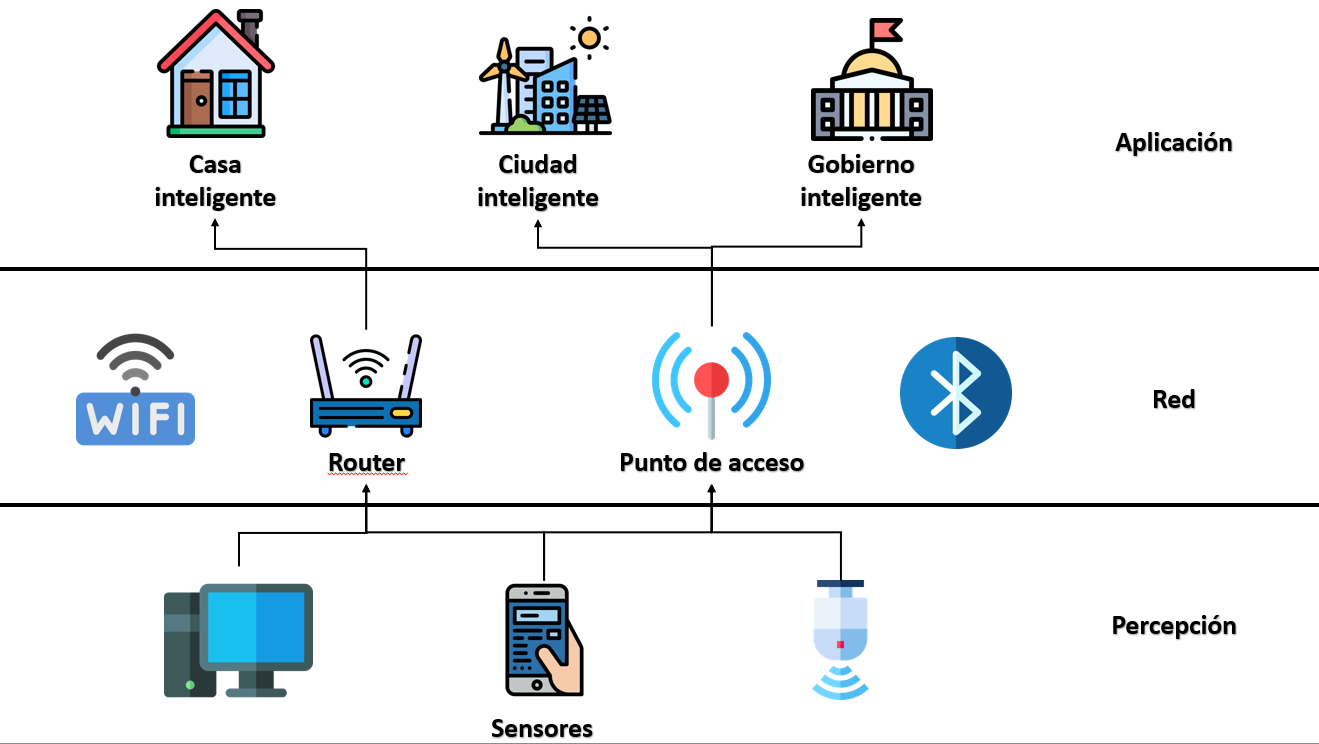 Casa
inteligente
Ciudad
inteligente
Gobierno
inteligente
Aplicación
WIFI
Router
Punto de acceso
Red
Percepción
Sensores